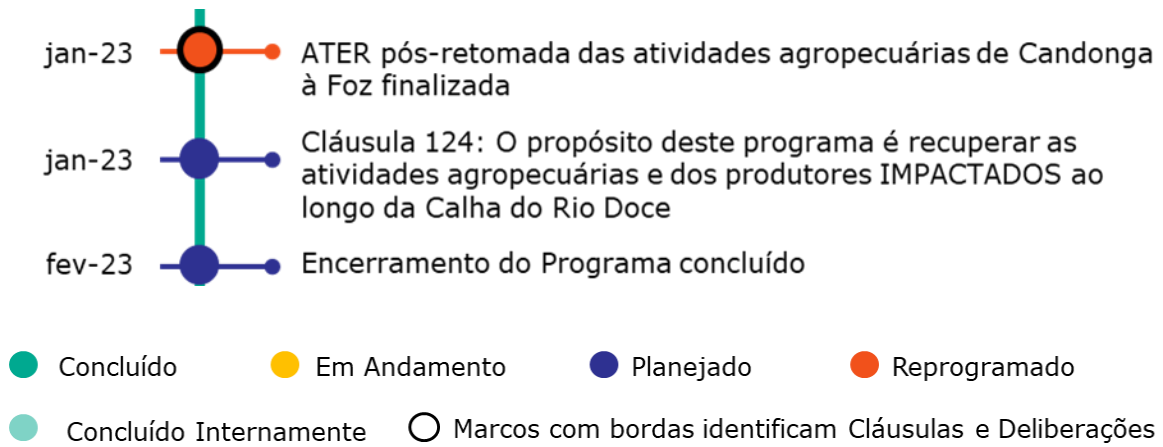 jan-23
ATER pós-retomada das atividades agropecuárias de Candonga
à Foz finalizada
jan-23
Cláusula 124: O propósito deste programa é recuperar as
atividades agropecuárias e dos produtores IMPACTADOS ao
longo da Calha do Rio Doce
fev-23
Encerramento do Programa concluído
Concluído
Em Andamento
Planejado
Reprogramado
Concluído Internamente
Marcos com bordas identificam Cláusulas e Deliberações